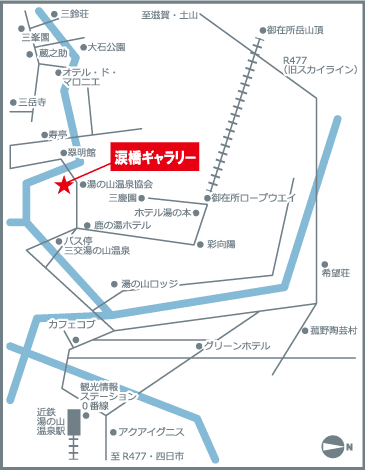 三鈴荘
至滋賀・土山
三峯園
御在所岳山頂
大石公園
蔵之助
R477
(旧スカイライン)
オテル・ド・
マロニエ
三岳寺
寿亭
翠明館
涙橋ギャラリー
湯の山温泉協会
三慶園
御在所ロープウエイ
ホテル湯の本
鹿の湯ホテル
バス停
三交湯の山温泉
彩向陽
希望荘
湯の山ロッジ
カフェコブ
菰野陶芸村
グリーンホテル
観光情報
ステーション
0番線
近鉄
湯の山
温泉駅
アクアイグニス
至R477・四日市
N